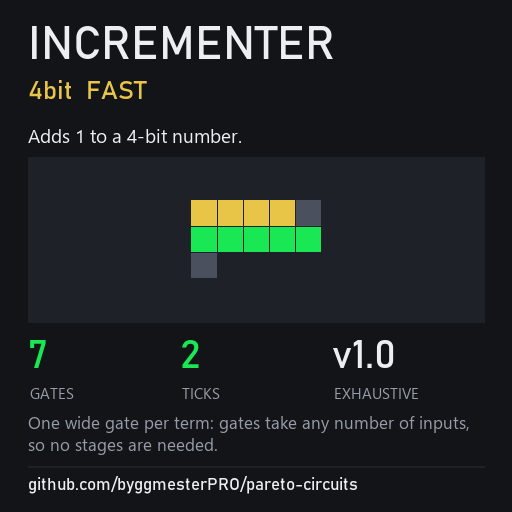 INCREMENTER
4bit FAST
Adds 1 to a 4-bit number.
7 2 v1.0
GATES TICKS EXHAUSTIVE
One wide gate per term: gates take any number of inputs,
so no stages are needed.
github.com/byggmesterPRO/pareto-circuits